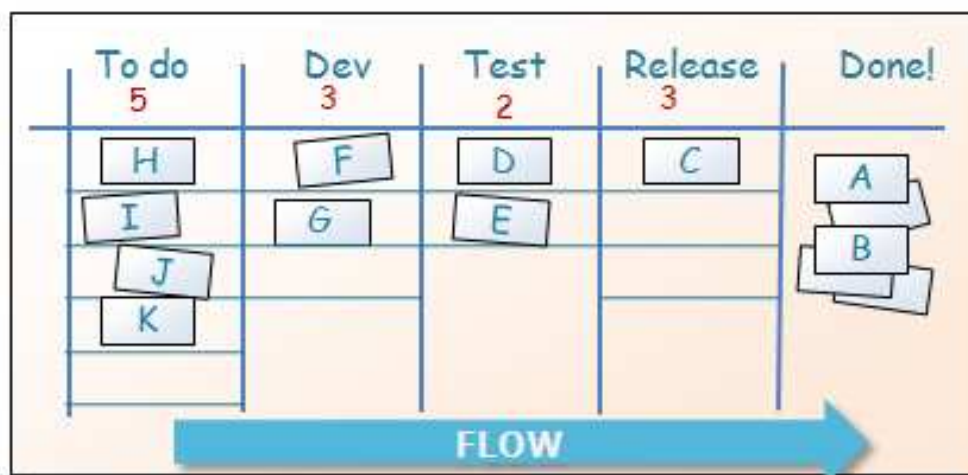 To do Dev Test Release Done!
5 3 2 3
H F D C A
I G E
B
J
K
FLOW